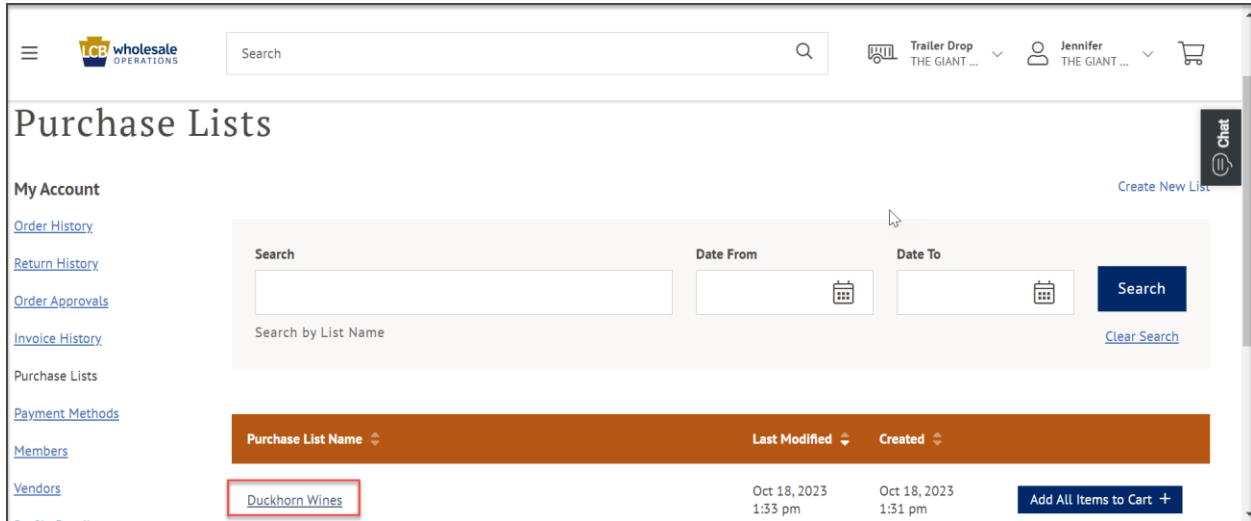 LCB wholesale
OPERATIONS
Search
Trailer Drop
THE GIANT ...
Jennifer
THE GIANT ...
Purchase Lists
Chat
My Account
Create New List
Order History
Return History
Order Approvals
Invoice History
Purchase Lists
Payment Methods
Members
Vendors
Search
Date From
Date To
Search
Search by List Name
Clear Search
Purchase List Name
Last Modified
Created
Duckhorn Wines
Oct 18, 2023
1:33 pm
Oct 18, 2023
1:31 pm
Add All Items to Cart +